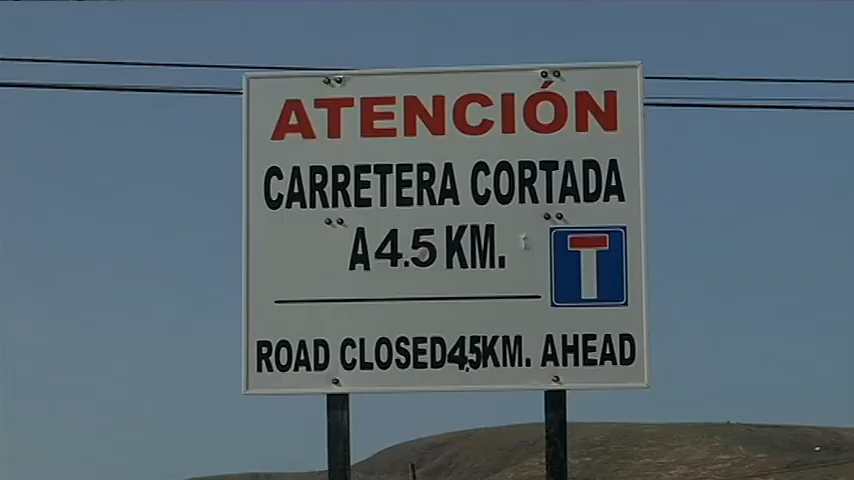 ATENCIÓN
CARRETERA CORTADA
A 4.5 KM.
ROAD CLOSED 4.5 KM. AHEAD